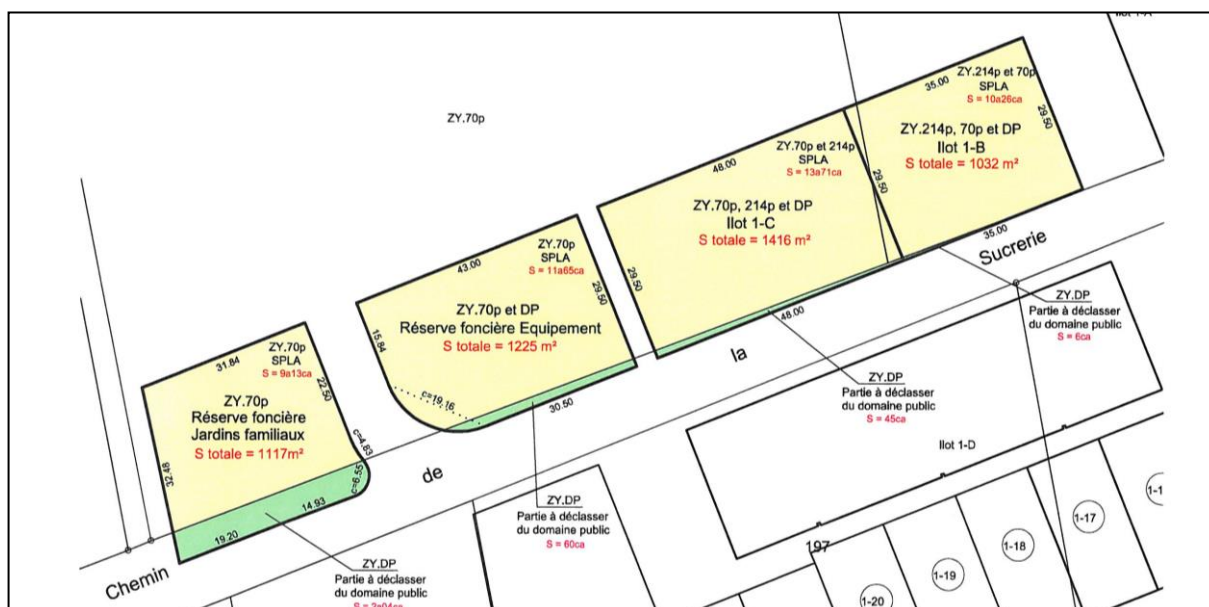 ZY.70p
31.84
ZY.70p
SPLA
S = 9a13ca
22.50
ZY.70p
Réserve foncière
Jardins familiaux
S totale = 1117m²
32.48
c=4.83
c=6.55
14.93
19.20
43.00
ZY.70p
SPLA
S = 11a65ca
29.50
15.84
ZY.70p et DP
Réserve foncière Equipement
S totale = 1225 m²
c=19.16
30.50
48.00
ZY.70p et 214p
SPLA
S = 13a71ca
29.50
29.50
ZY.70p, 214p et DP
Ilot 1-C
S totale = 1416 m²
48.00
35.00
ZY.214p et 70p
SPLA
S = 10a26ca
29.50
ZY.214p, 70p et DP
Ilot 1-B
S totale = 1032 m²
35.00
Chemin
de
la
Sucrerie
ZY.DP
Partie à déclasser
du domaine public
S = 6ca
ZY.DP
Partie à déclasser
du domaine public
S = 45ca
ZY.DP
Partie à déclasser
du domaine public
S = 60ca
ZY.DP
Partie à déclasser
du domaine public
Ilot 1-D
197
1-20
1-19
1-18
1-17